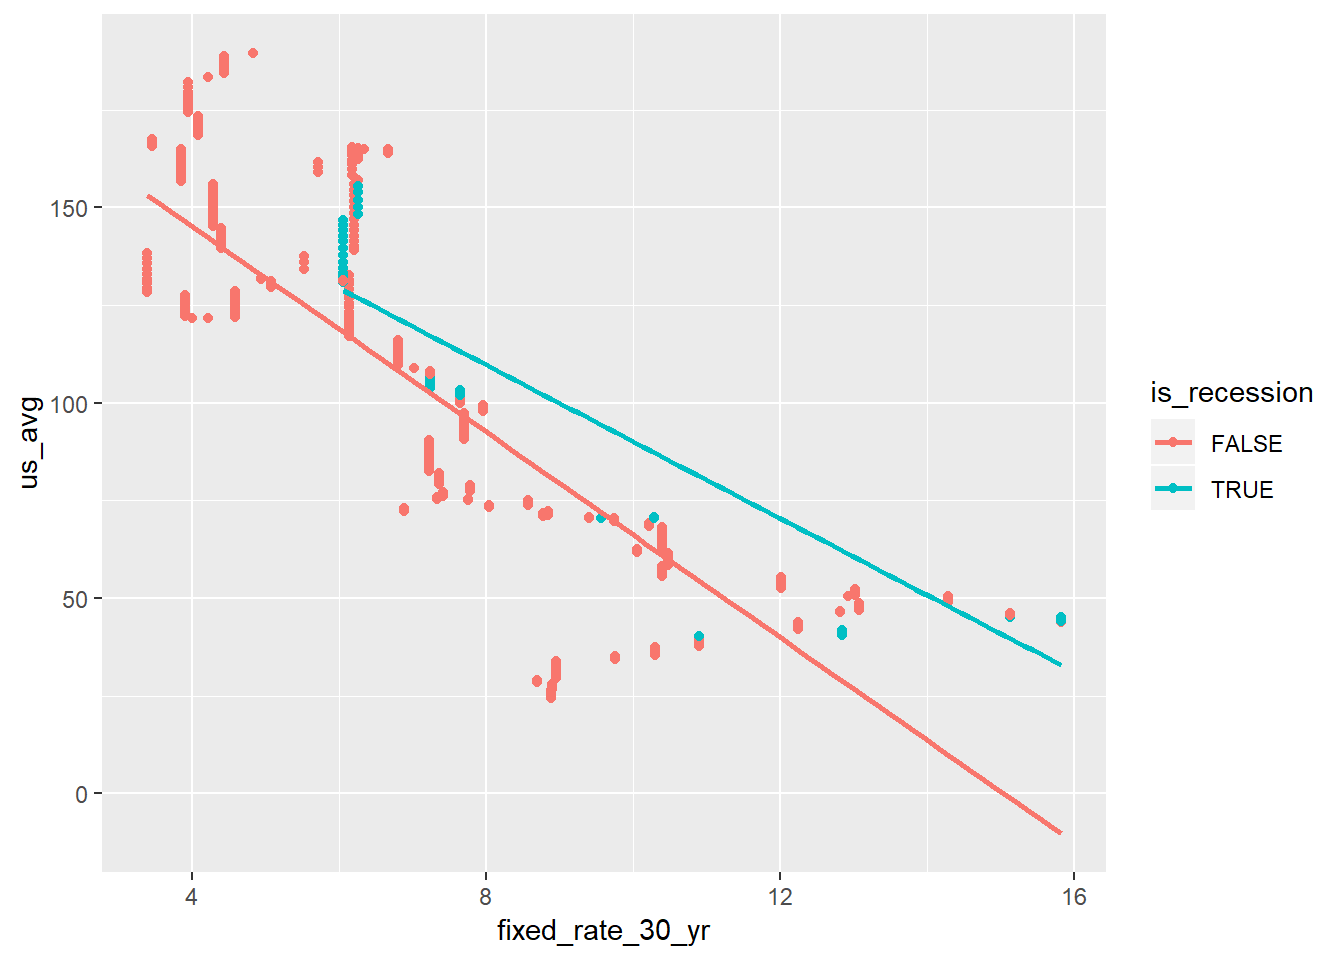 150
100
50
0
us_avg
4
8
12
16
fixed_rate_30_yr
is_recession
FALSE
TRUE